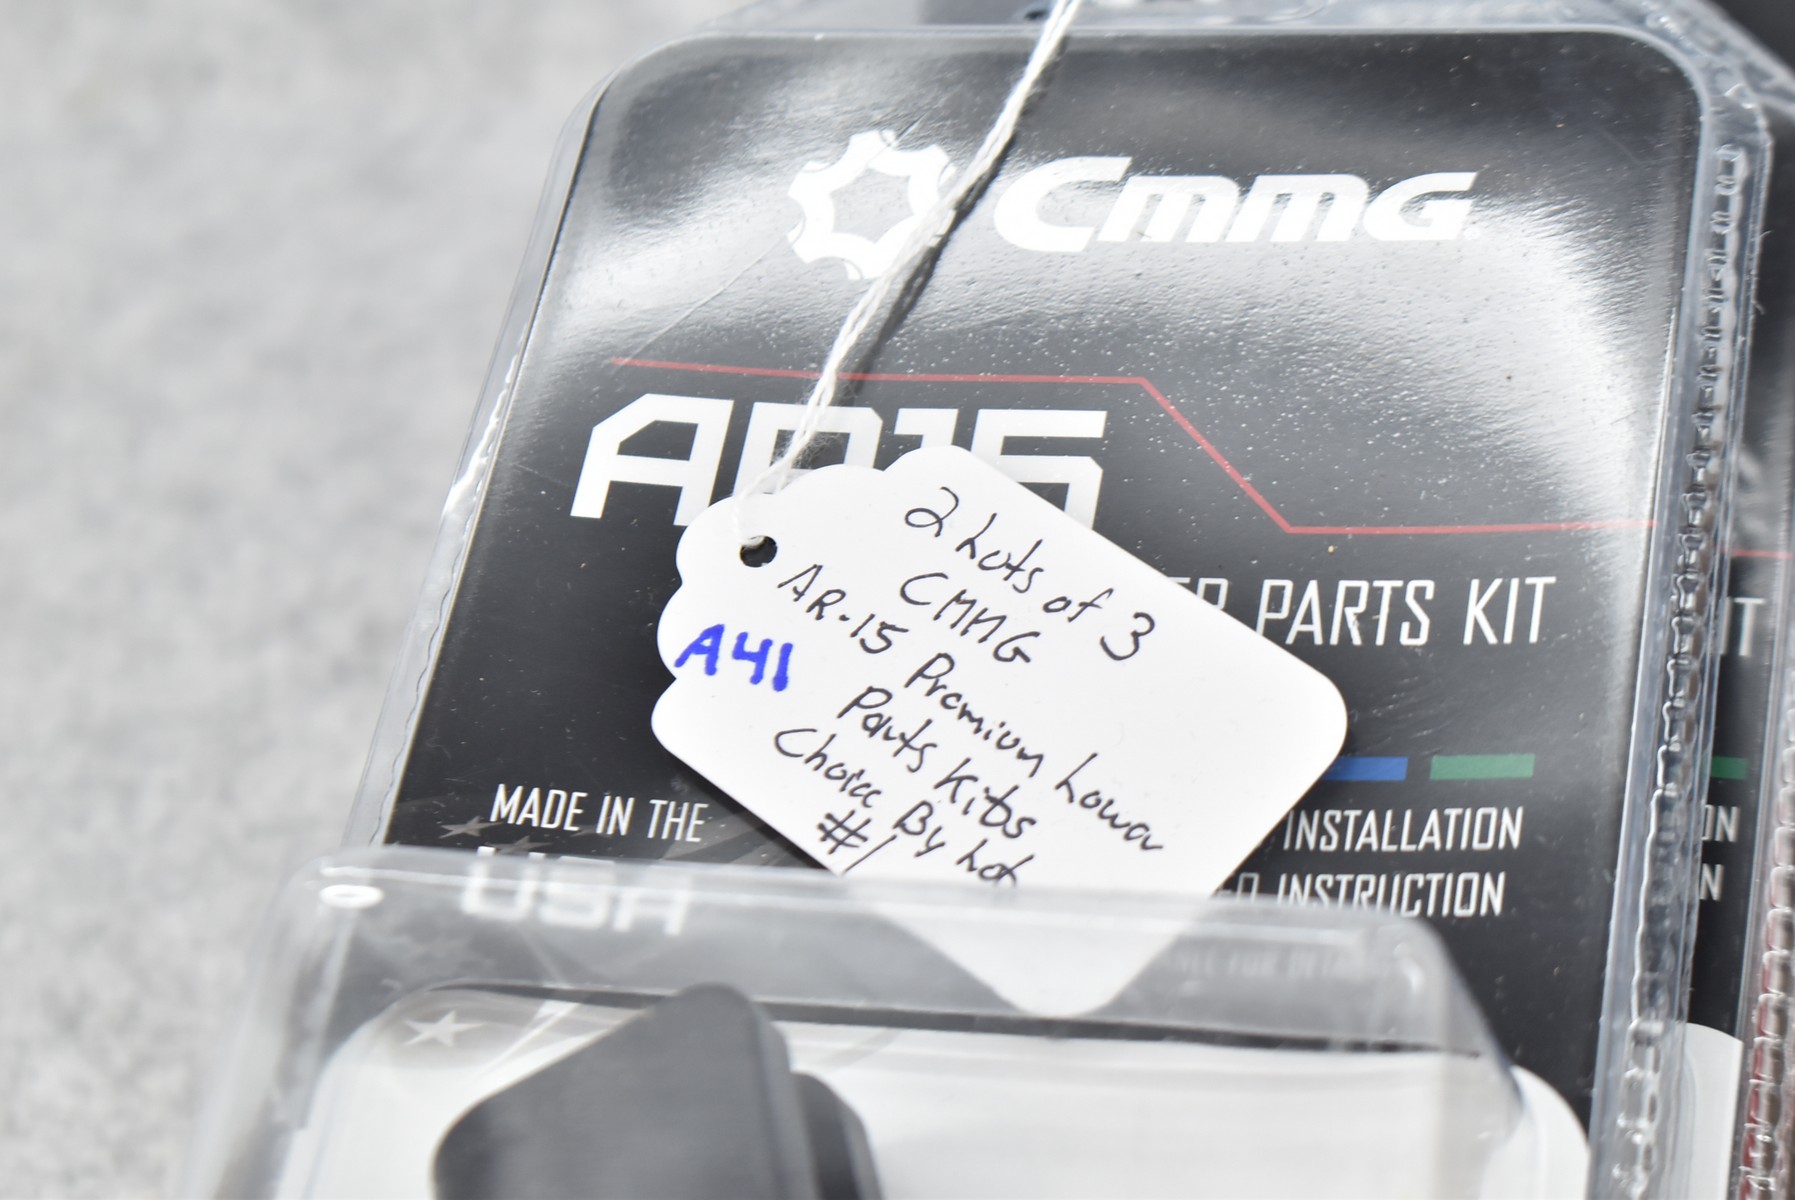 CMMG
AR15
PARTS KIT
2 Lots of 3
CMMG
AR-15 Premium Lower
Parts Kits
Choice By Lot
#1
A41
MADE IN THE
USA
INSTALLATION
INSTRUCTION